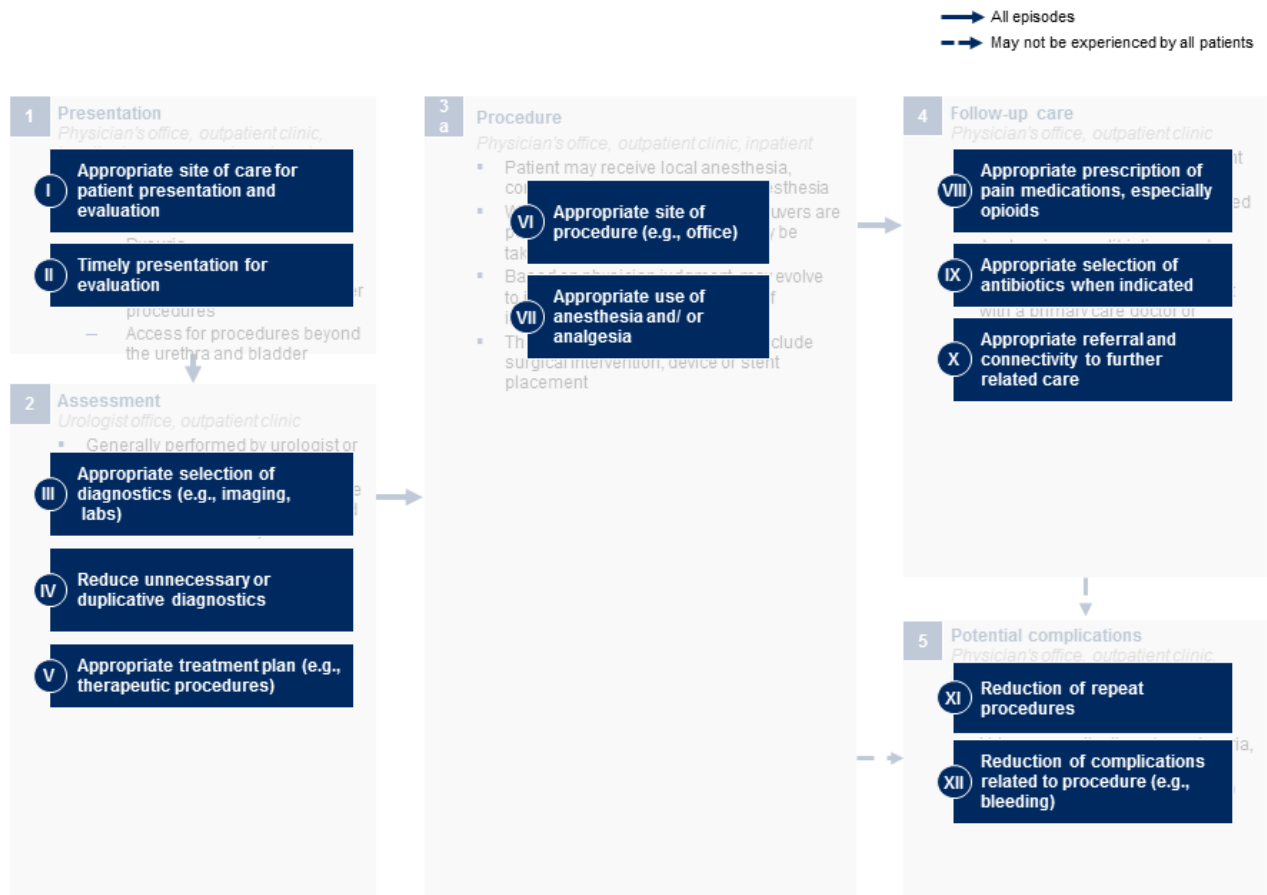 All episodes
May not be experienced by all patients
1
Presentation
Physician's office, outpatient clinic,
I
Appropriate site of care for
patient presentation and
evaluation
II
Timely presentation for
evaluation
procedures
— Access for procedures beyond
the urethra and bladder
2
Assessment
Urologist office, outpatient clinic
▪ Generally performed by urologist or
III
Appropriate selection of
diagnostics (e.g., imaging,
labs)
IV
Reduce unnecessary or
duplicative diagnostics
V
Appropriate treatment plan (e.g.,
therapeutic procedures)
3
a
Procedure
Physician's office, outpatient clinic, inpatient
▪ Patient may receive local anesthesia,
VI
Appropriate site of
procedure (e.g., office)
VII
Appropriate use of
anesthesia and/ or
analgesia
surgical intervention, device or stent
placement
4
Follow-up care
Physician's office, outpatient clinic
VIII
Appropriate prescription of
pain medications, especially
opioids
IX
Appropriate selection of
antibiotics when indicated
with a primary care doctor or
X
Appropriate referral and
connectivity to further
related care
5
Potential complications
Physician's office, outpatient clinic
XI
Reduction of repeat
procedures
XII
Reduction of complications
related to procedure (e.g.,
bleeding)